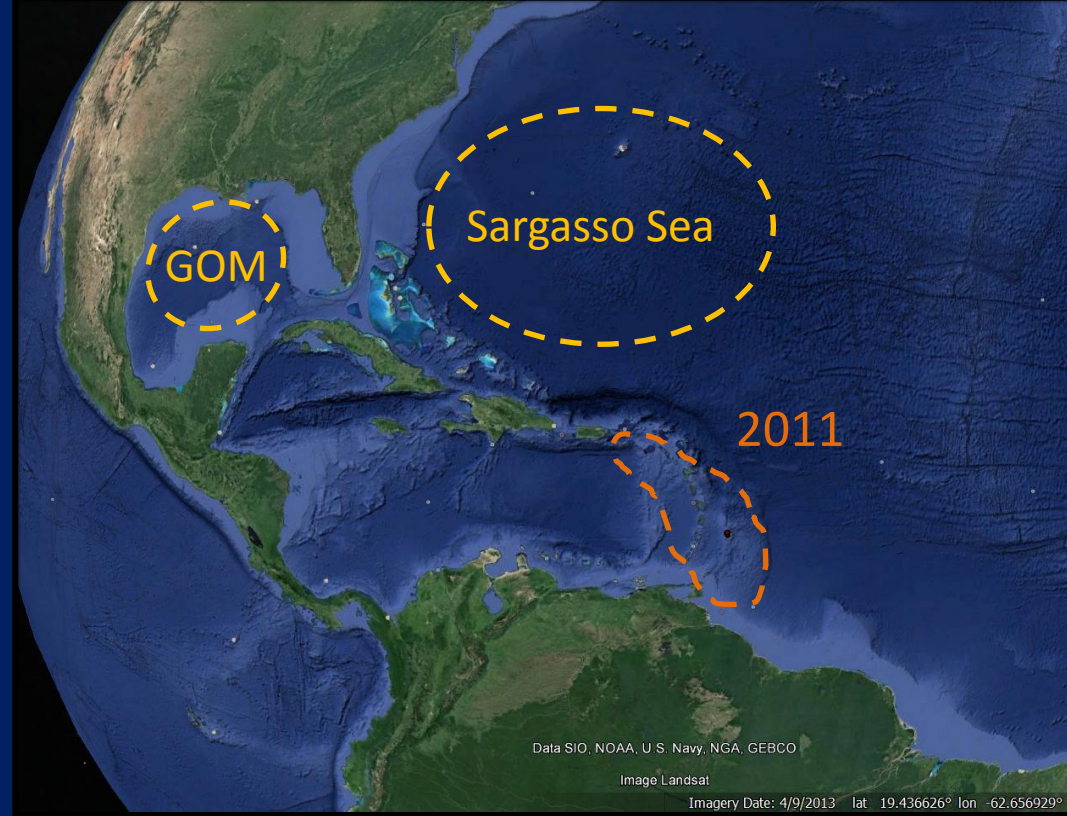 Sargasso Sea
GOM
2011
Data SIO, NOAA, U.S. Navy, NGA, GEBCO
Image Landsat
Imagery Date: 4/9/2013 lat 19.436626° lon -62.656929°